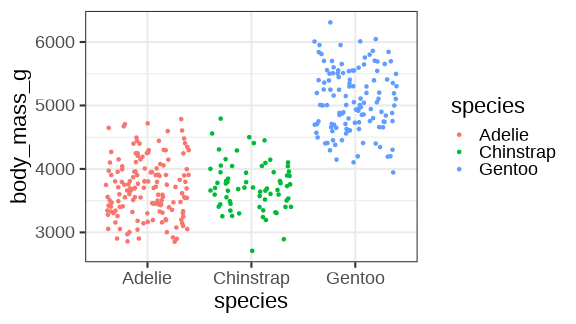 6000
5000
4000
3000
body_mass_g
Adelie
Chinstrap
Gentoo
species
species
Adelie
Chinstrap
Gentoo